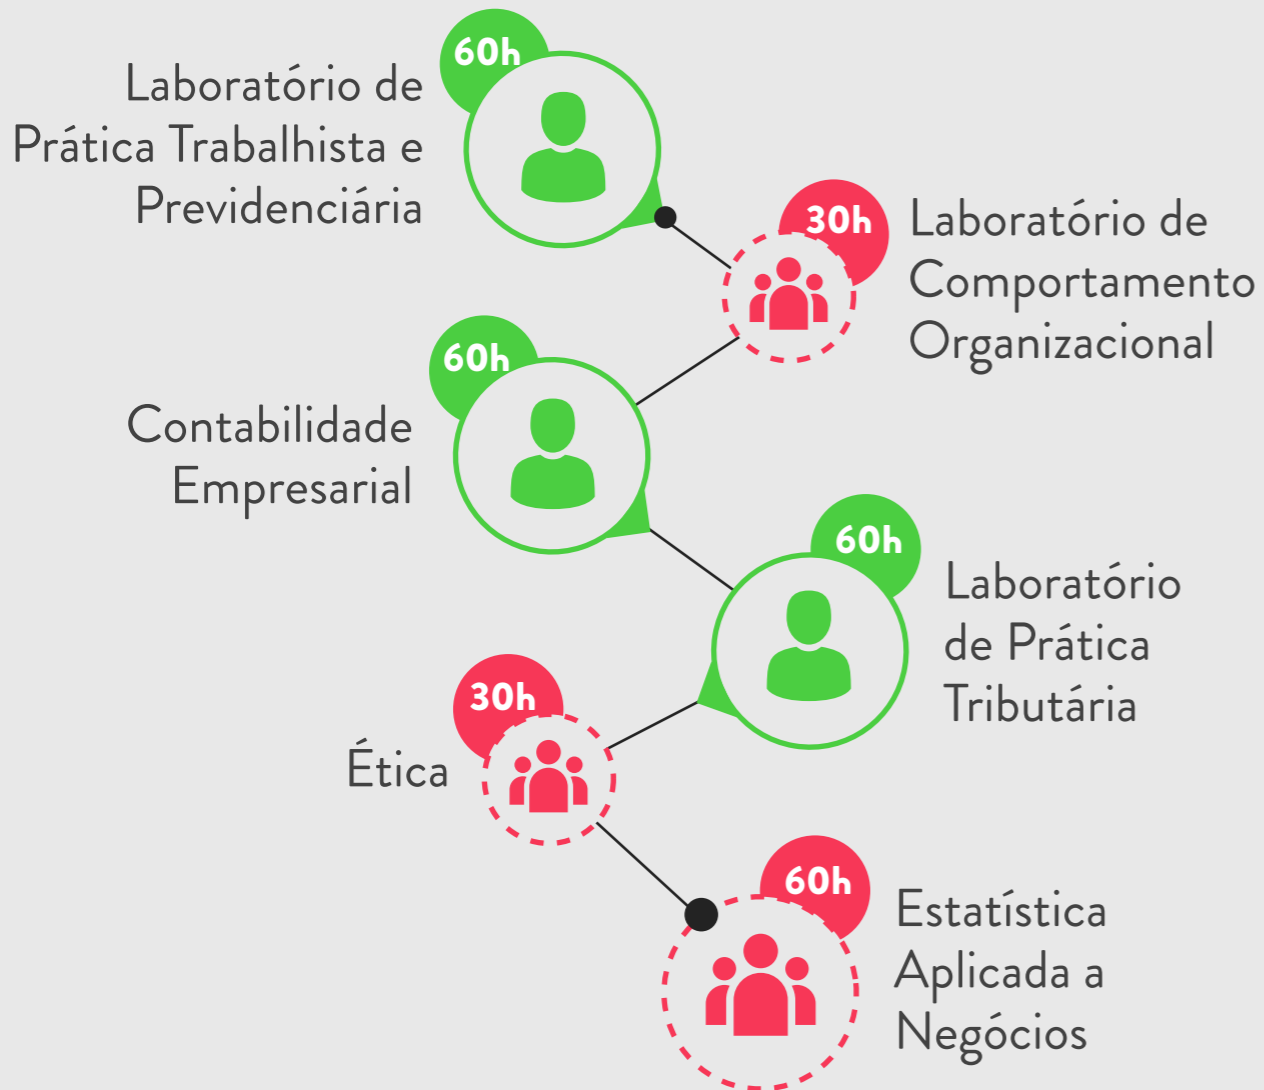 60h
Laboratório de
Prática Trabalhista e
Previdenciária
30h
Laboratório de
Comportamento
Organizacional
60h
Contabilidade
Empresarial
60h
Laboratório
de Prática
Tributária
30h
Ética
60h
Estatística
Aplicada a
Negócios